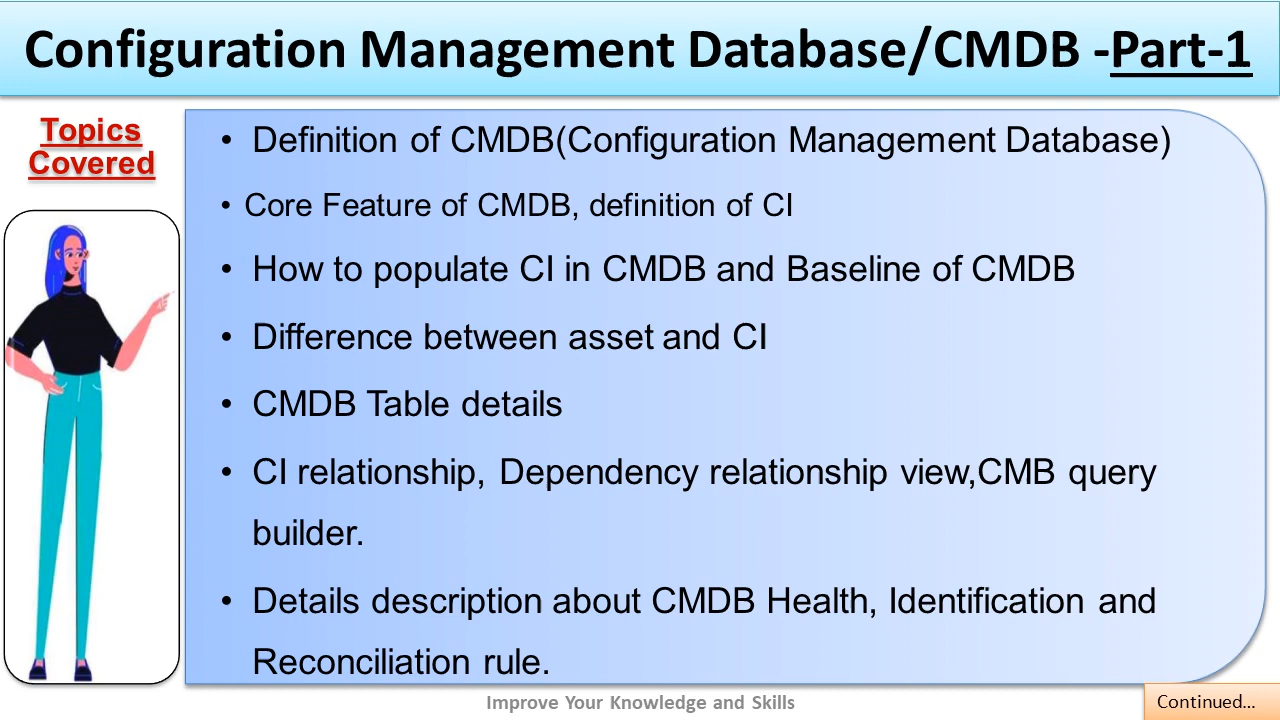 Configuration Management Database/CMDB -Part-1
Topics
Covered
• Definition of CMDB(Configuration Management Database)
• Core Feature of CMDB, definition of CI
• How to populate CI in CMDB and Baseline of CMDB
• Difference between asset and CI
• CMDB Table details
• CI relationship, Dependency relationship view,CMB query
builder.
• Details description about CMDB Health, Identification and
Reconciliation rule.
Improve Your Knowledge and Skills
Continued...